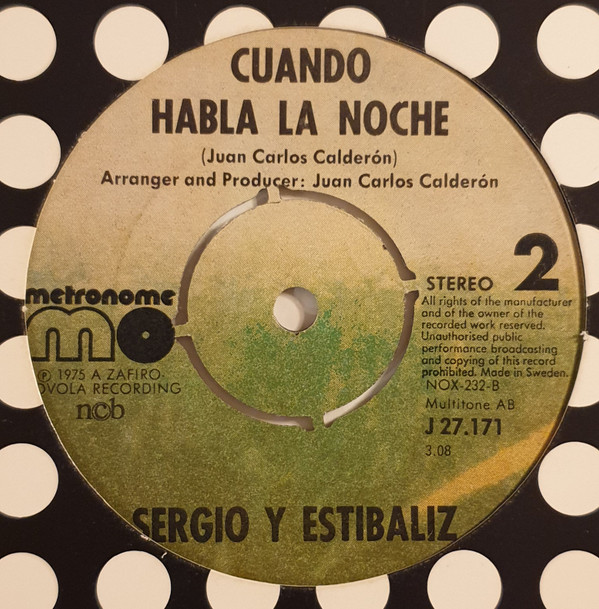 CUANDO
HABLA LA NOCHE
(Juan Carlos Calderón)
Arranger and Producer: Juan Carlos Calderón
metronome
mo
℗ 1975 A ZAFIRO-
OVOLA RECORDING
ncb
STEREO 2
All rights of the manufacturer
and of the owner of the
recorded work reserved.
Unauthorised public
performance broadcasting
and copying of this record
prohibited. Made in Sweden.
NOX-232-B
Multitone AB
J 27.171
3.08
SERGIO Y ESTIBALIZ